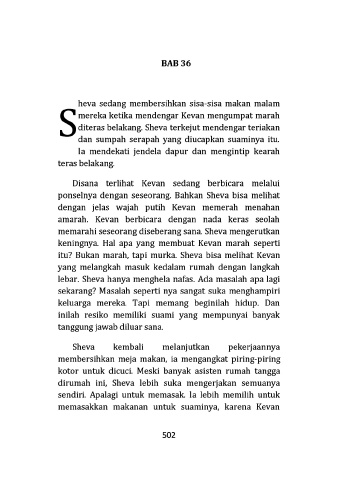 BAB 36
Sheva sedang membersihkan sisa-sisa makan malam
mereka ketika mendengar Kevan mengumpat marah
diteras belakang. Sheva terkejut mendengar teriakan
dan sumpah serapah yang diucapkan suaminya itu.
Ia mendekati jendela dapur dan mengintip kearah
teras belakang.
Disana terlihat Kevan sedang berbicara melalui
ponselnya dengan seseorang. Bahkan Sheva bisa melihat
dengan jelas wajah putih Kevan memerah menahan
amarah. Kevan berbicara dengan nada keras seolah
memarahi seseorang diseberang sana. Sheva mengerutkan
keningnya. Hal apa yang membuat Kevan marah seperti
itu? Bukan marah, tapi murka. Sheva bisa melihat Kevan
yang melangkah masuk kedalam rumah dengan langkah
lebar. Sheva hanya menghela nafas. Ada masalah apa lagi
sekarang? Masalah seperti nya sangat suka menghampiri
keluarga mereka. Tapi memang beginilah hidup. Dan
inilah resiko memiliki suami yang mempunyai banyak
tanggung jawab diluar sana.
Sheva kembali melanjutkan pekerjaannya
membersihkan meja makan, ia mengangkat piring-piring
kotor untuk dicuci. Meski banyak asisten rumah tangga
dirumah ini, Sheva lebih suka mengerjakan semuanya
sendiri. Apalagi untuk memasak. Ia lebih memilih untuk
memasakkan makanan untuk suaminya, karena Kevan
502